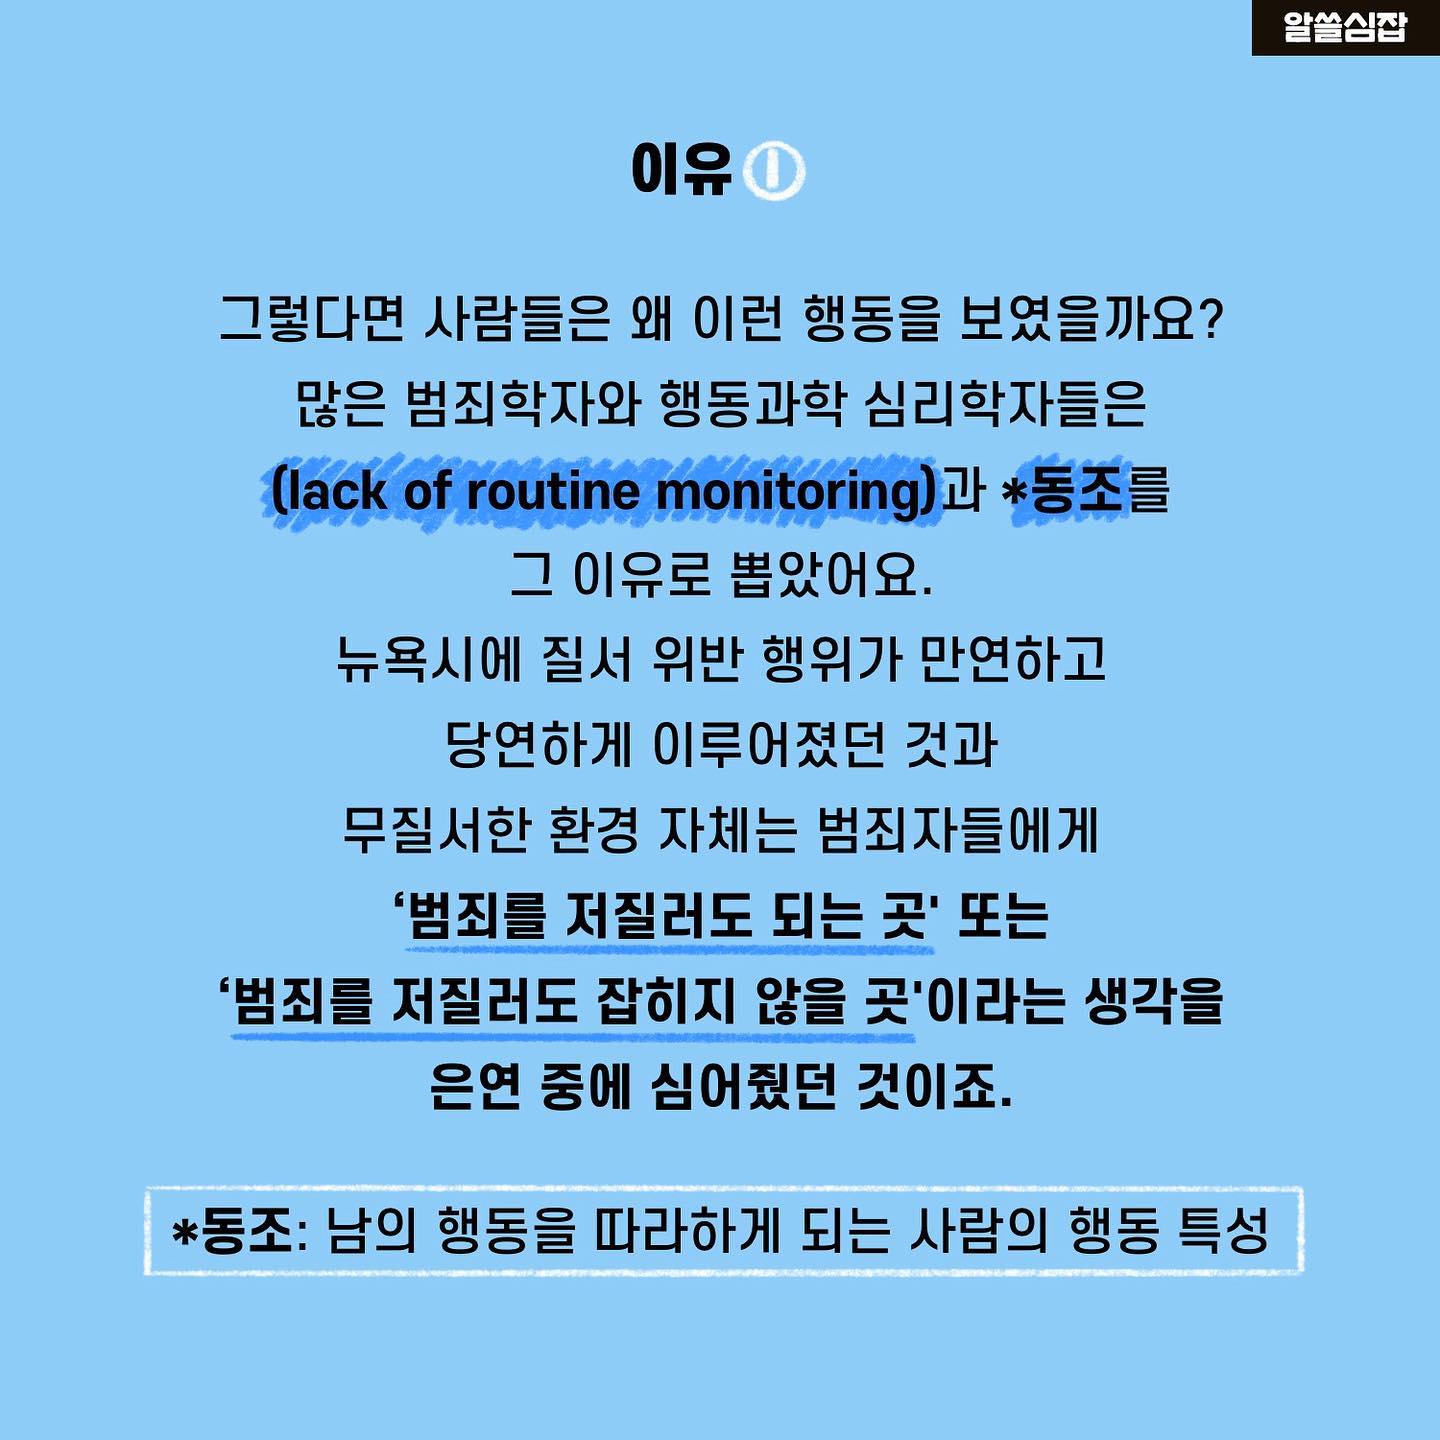 알쓸심잡
이유①
그렇다면 사람들은 왜 이런 행동을 보였을까요?
많은 범죄학자와 행동과학 심리학자들은
(lack of routine monitoring)과 *동조를
그 이유로 뽑았어요.
뉴욕시에 질서 위반 행위가 만연하고
당연하게 이루어졌던 것과
무질서한 환경 자체는 범죄자들에게
‘범죄를 저질러도 되는 곳' 또는
‘범죄를 저질러도 잡히지 않을 곳'이라는 생각을
은연 중에 심어줬던 것이죠.
*동조: 남의 행동을 따라하게 되는 사람의 행동 특성